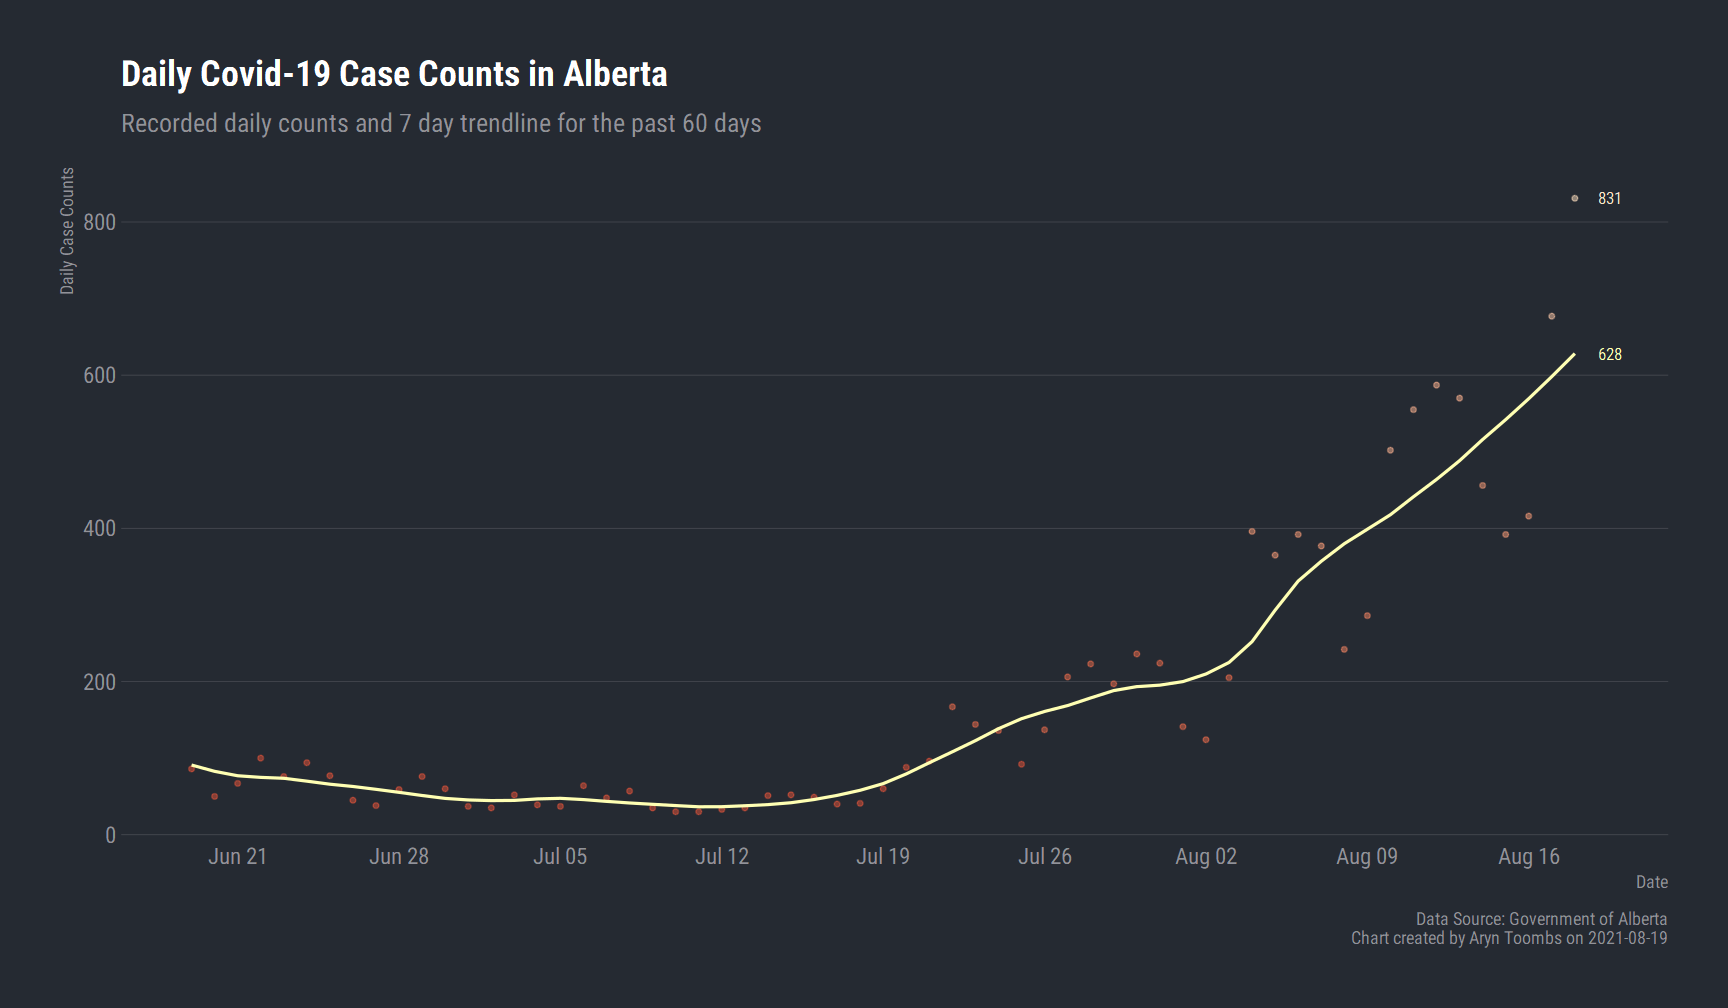 Daily Covid-19 Case Counts in Alberta
Recorded daily counts and 7 day trendline for the past 60 days
Daily Case Counts
831
800
628
600
400
200
0
Jun 21 Jun 28 Jul 05 Jul 12 Jul 19 Jul 26 Aug 02 Aug 09 Aug 16
Date
Data Source: Government of Alberta
Chart created by Aryn Toombs on 2021-08-19